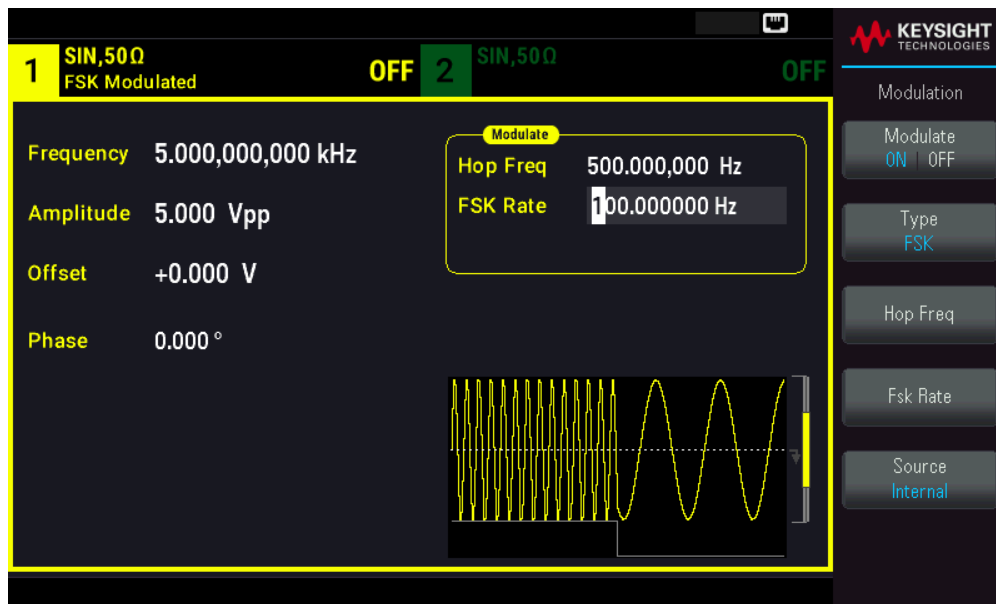 KEYSIGHT
TECHNOLOGIES
1
SIN,50Ω
FSK Modulated
OFF
2
SIN,50Ω
OFF
Frequency 5.000,000,000 kHz
Amplitude 5.000 Vpp
Offset +0.000 V
Phase 0.000 °
Modulate
Hop Freq 500.000,000 Hz
FSK Rate 100.000000 Hz
Modulation
Modulate
ON | OFF
Type
FSK
Hop Freq
Fsk Rate
Source
Internal